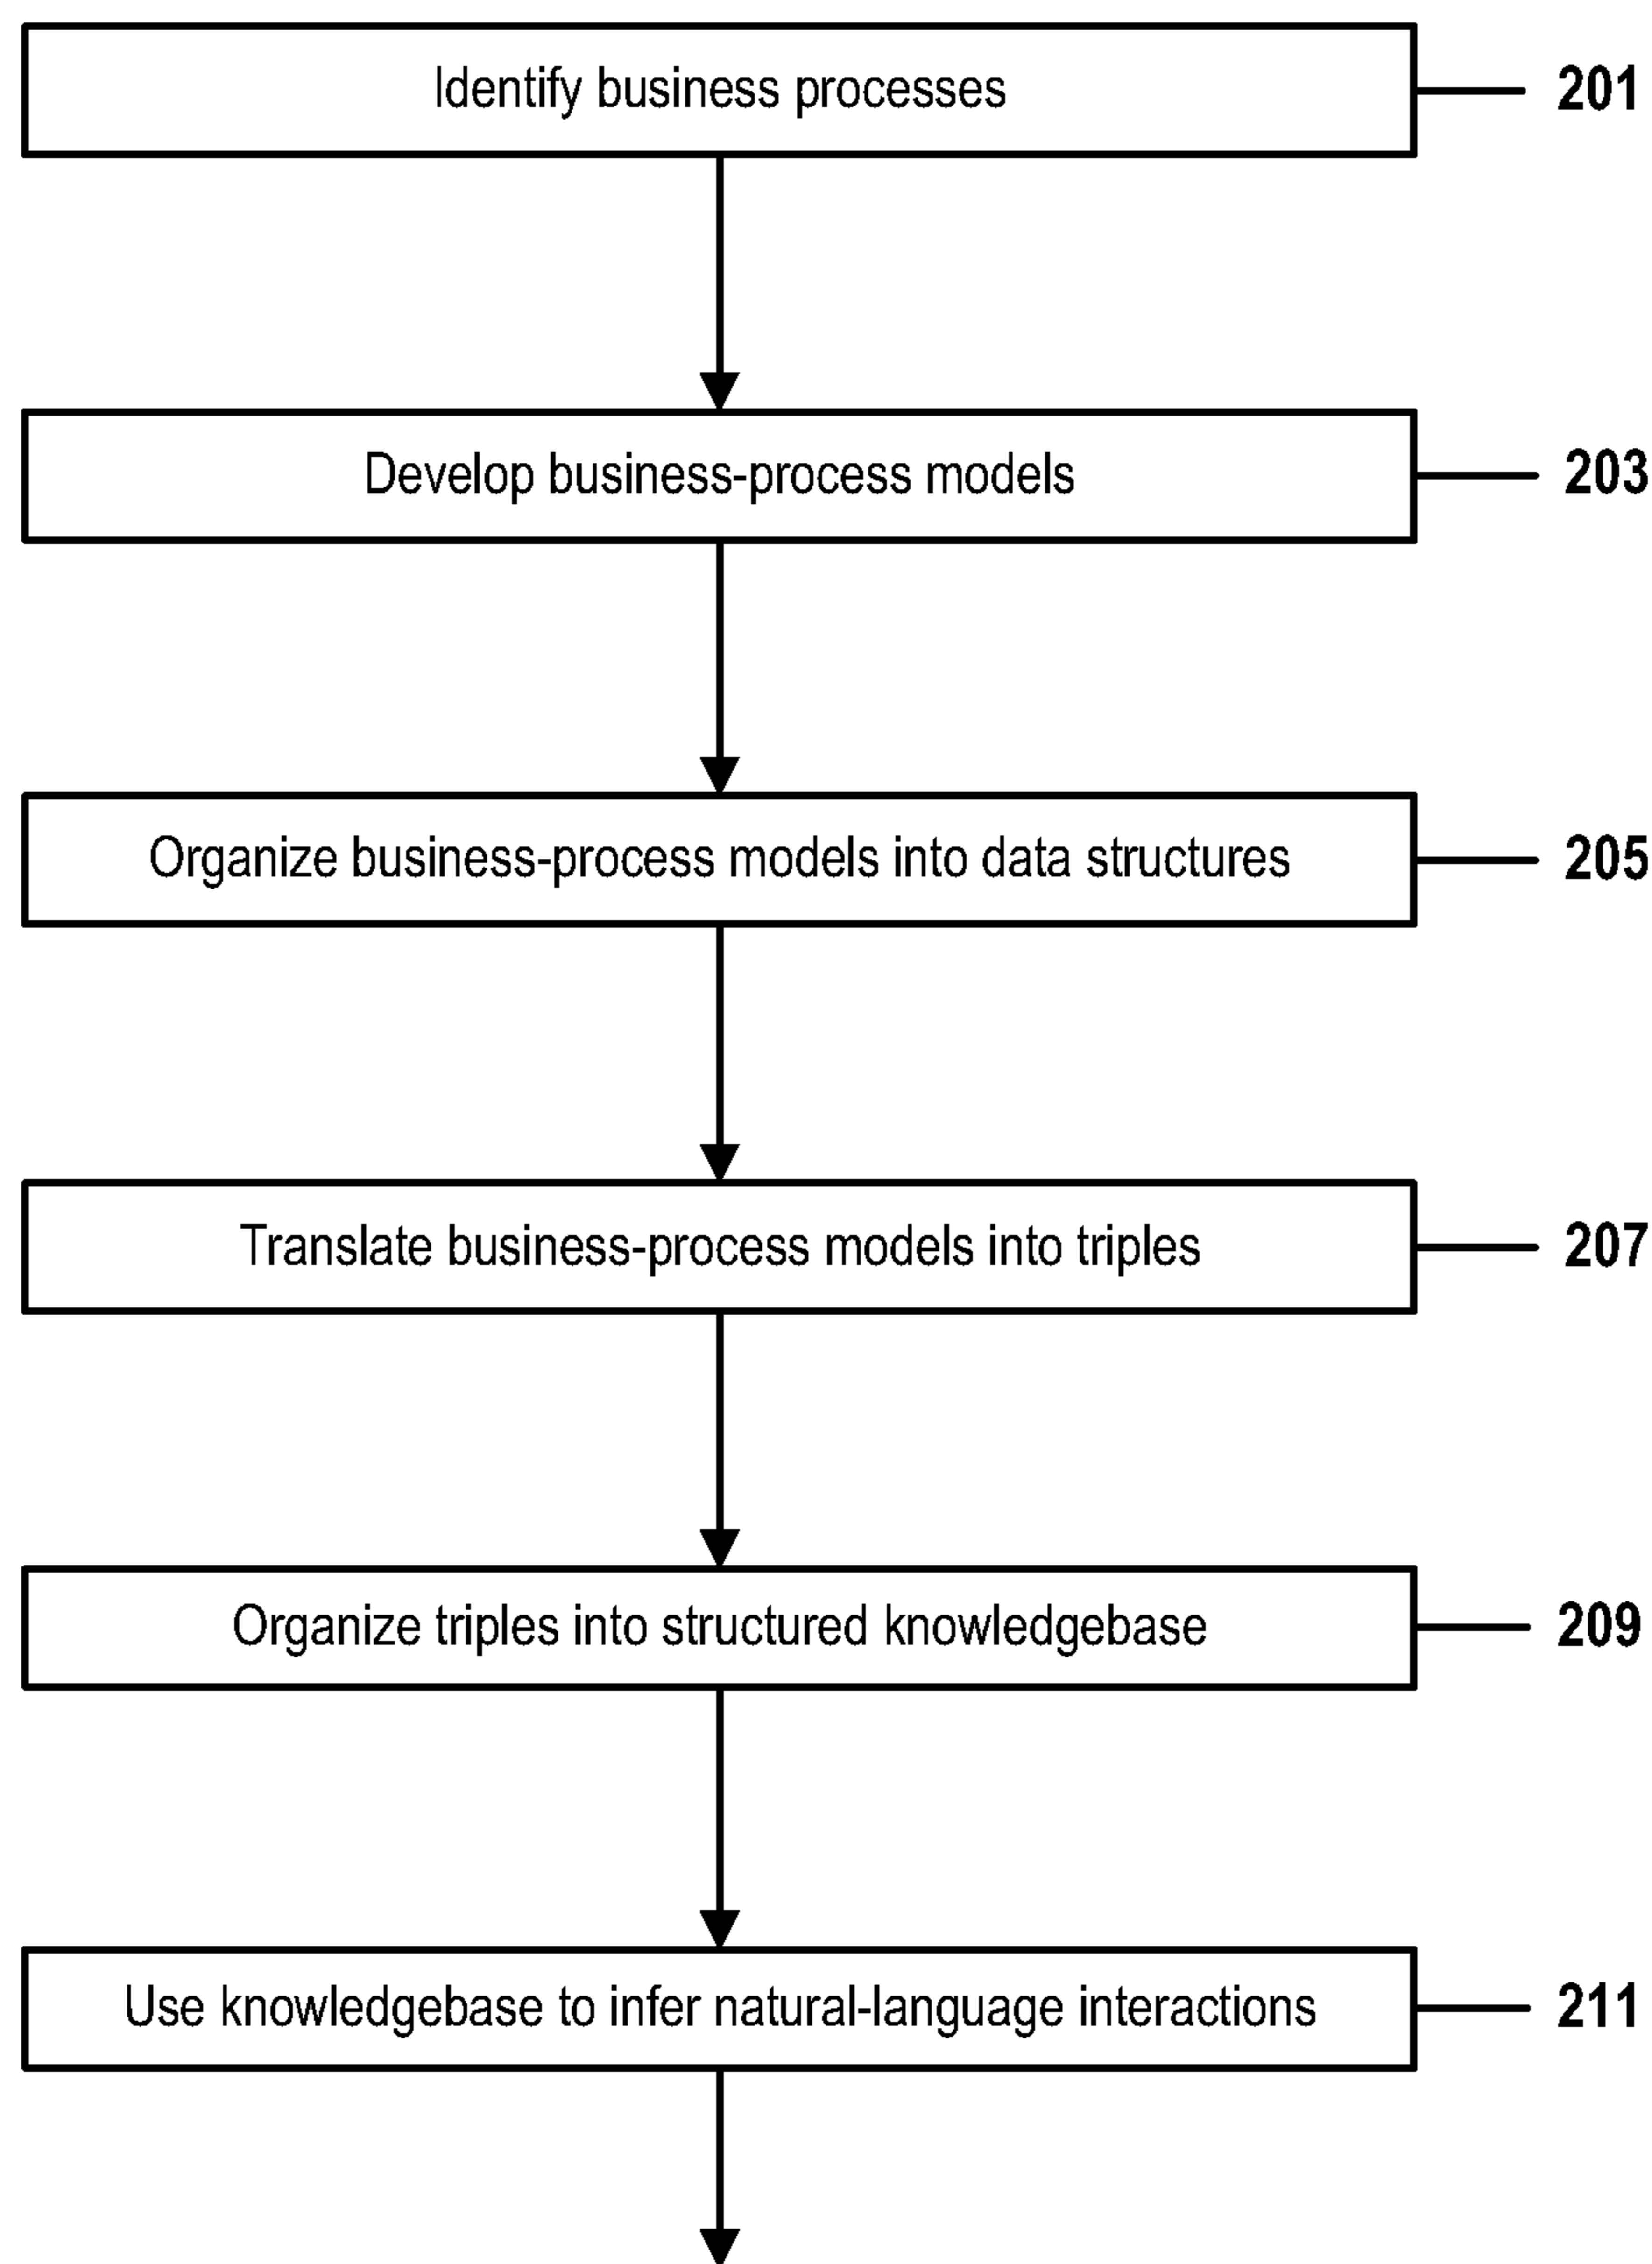 Identify business processes 201
Develop business-process models 203
Organize business-process models into data structures 205
Translate business-process models into triples 207
Organize triples into structured knowledgebase 209
Use knowledgebase to infer natural-language interactions 211